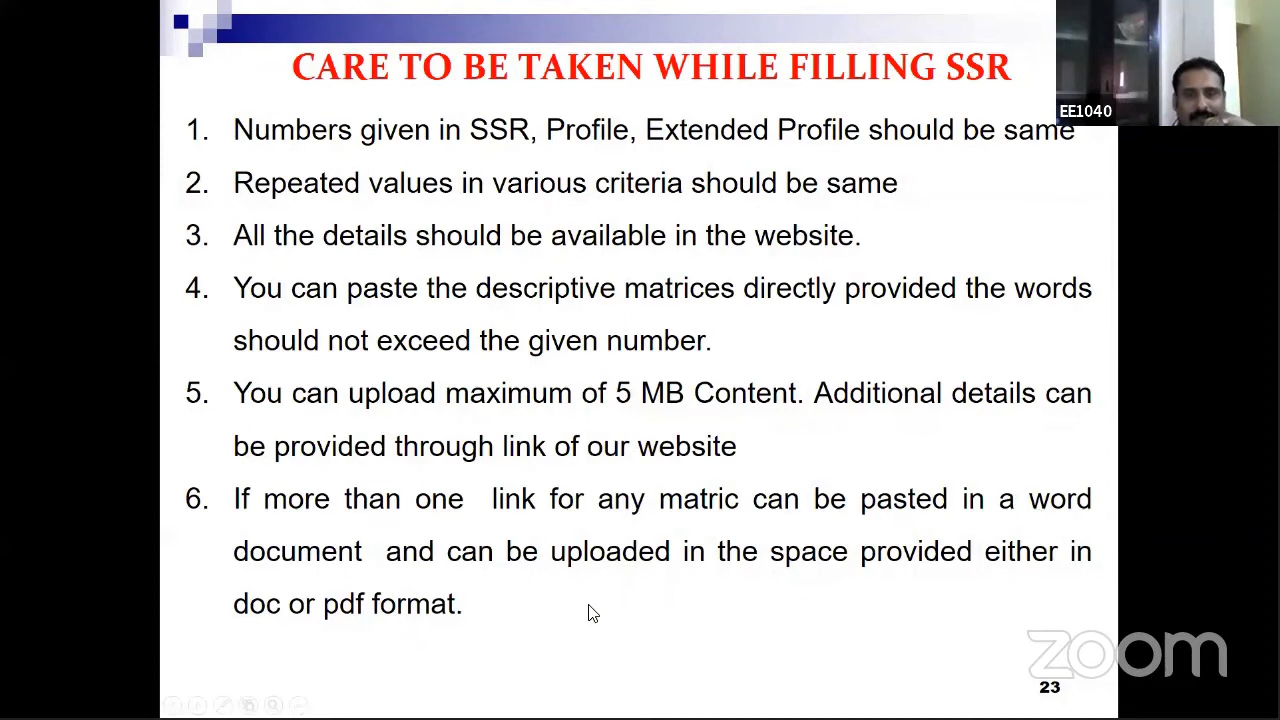 CARE TO BE TAKEN WHILE FILLING SSR
EE1040
1. Numbers given in SSR, Profile, Extended Profile should be same
2. Repeated values in various criteria should be same
3. All the details should be available in the website.
4. You can paste the descriptive matrices directly provided the words
should not exceed the given number.
5. You can upload maximum of 5 MB Content. Additional details can
be provided through link of our website
6. If more than one link for any matric can be pasted in a word
document and can be uploaded in the space provided either in
doc or pdf format.
zoom
23